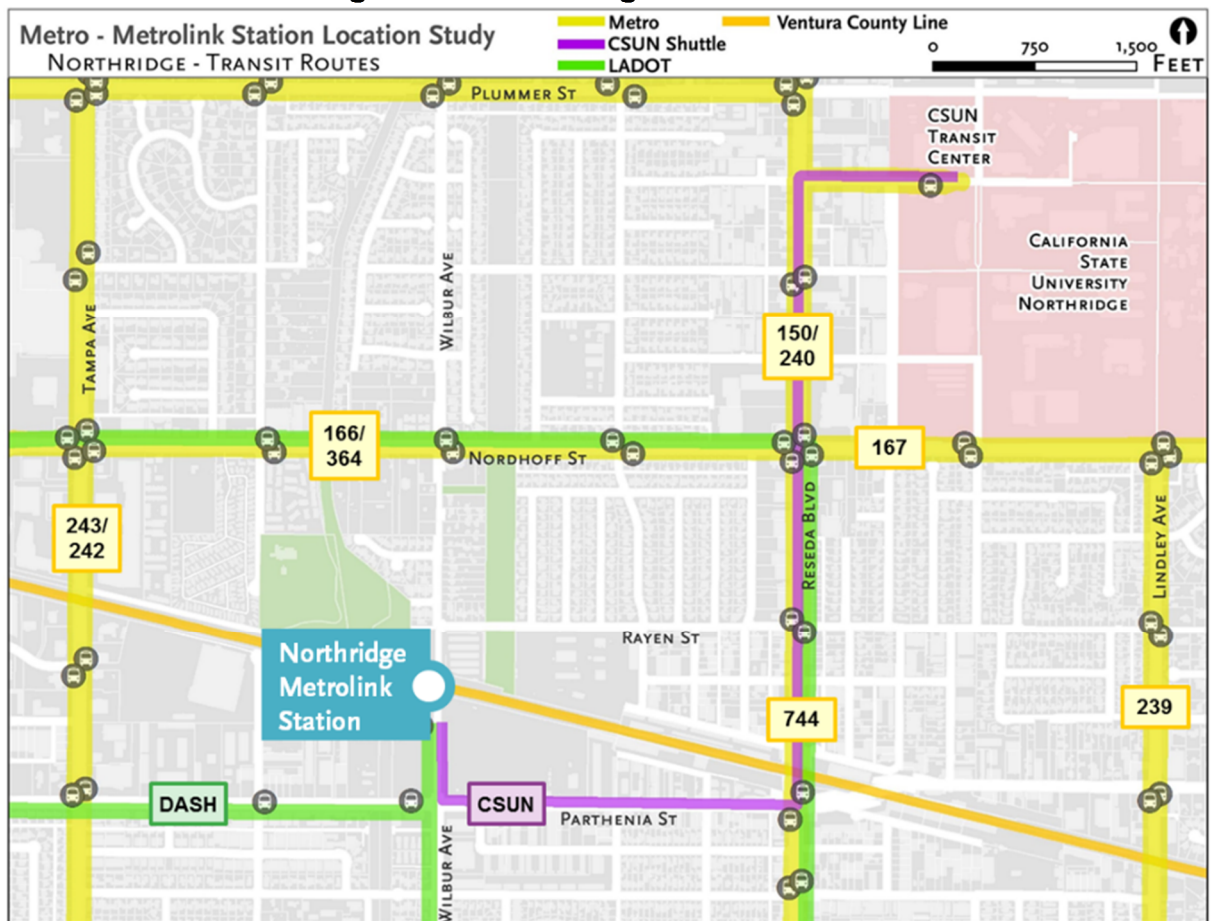 Metro - Metrolink Station Location Study
Northridge - Transit Routes
Metro
CSUN Shuttle
LADOT
Ventura County Line
0 750 1,500 Feet
Plummer St
CSUN
Transit
Center
California
State
University
Northridge
Tampa Ave
Wilbur Ave
150/
240
166/
364
Nordhoff St
167
243/
242
Reseda Blvd
Lindley Ave
Rayen St
Northridge
Metrolink
Station
744
239
DASH
CSUN
Parthenia St
Wilbur Ave